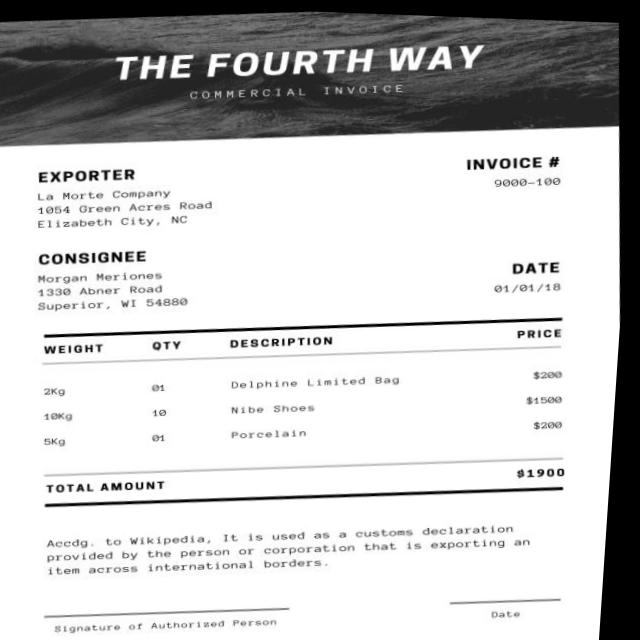 THE FOURTH WAY
COMMERCIAL INVOICE
EXPORTER
La Morte Company
1054 Green Acres Road
Elizabeth City, NC
INVOICE #
9000-100
CONSIGNEE
Morgan Meriones
1330 Abner Road
Superior, WI 54880
DATE
01/01/18
WEIGHT QTY DESCRIPTION PRICE
2Kg 01 Delphine Limited Bag $200
10Kg 10 Nibe Shoes $1500
5Kg 01 Porcelain $200
TOTAL AMOUNT $1900
Accdg. to Wikipedia, It is used as a customs declaration
provided by the person or corporation that is exporting an
item across international borders.
Signature of Authorized Person Date